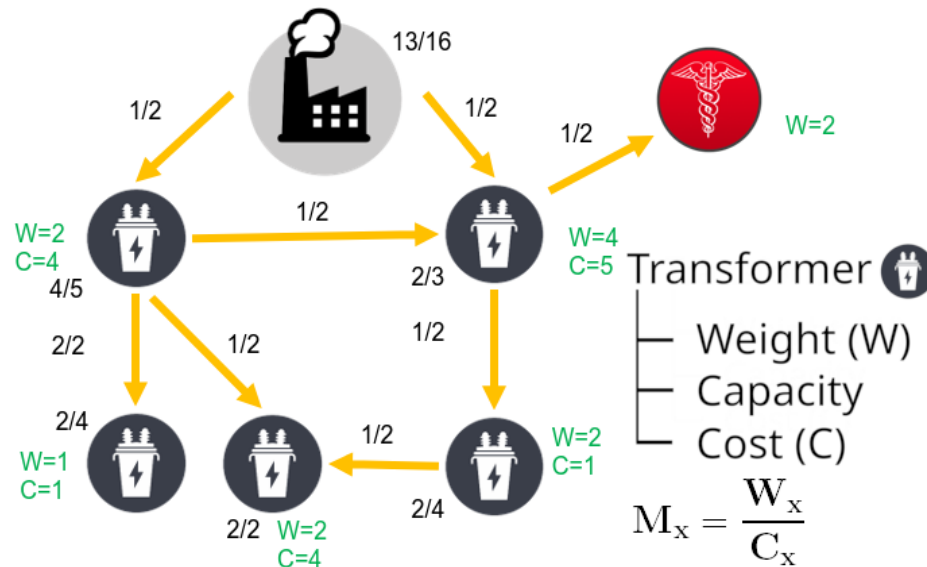 13/16
1/2
1/2
1/2
W=2
1/2
W=2
C=4
4/5
W=4
C=5
2/3
Transformer
Weight (W)
Capacity
Cost (C)
2/2
1/2
1/2
2/4
W=1
C=1
1/2
W=2
C=1
2/4
2/2
W=2
C=4
Mx = Wx / Cx